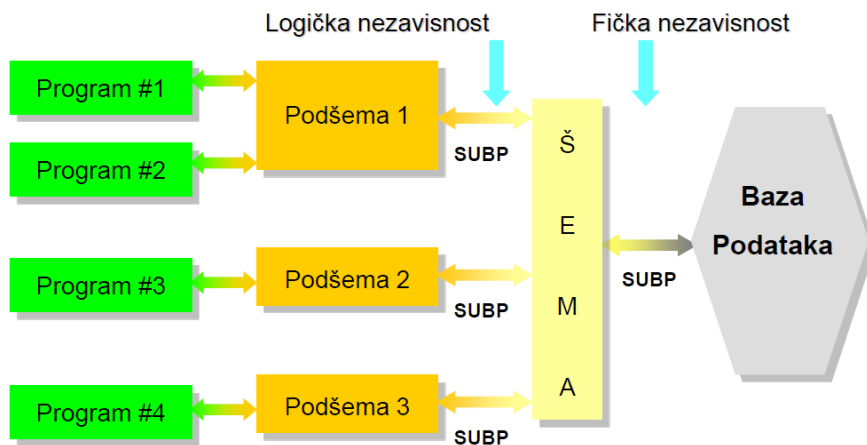 Logička nezavisnost
Fička nezavisnost
Program #1
Program #2
Program #3
Program #4
Podšema 1
Podšema 2
Podšema 3
SUBP
SUBP
SUBP
Š
E
M
A
SUBP
Baza
Podataka